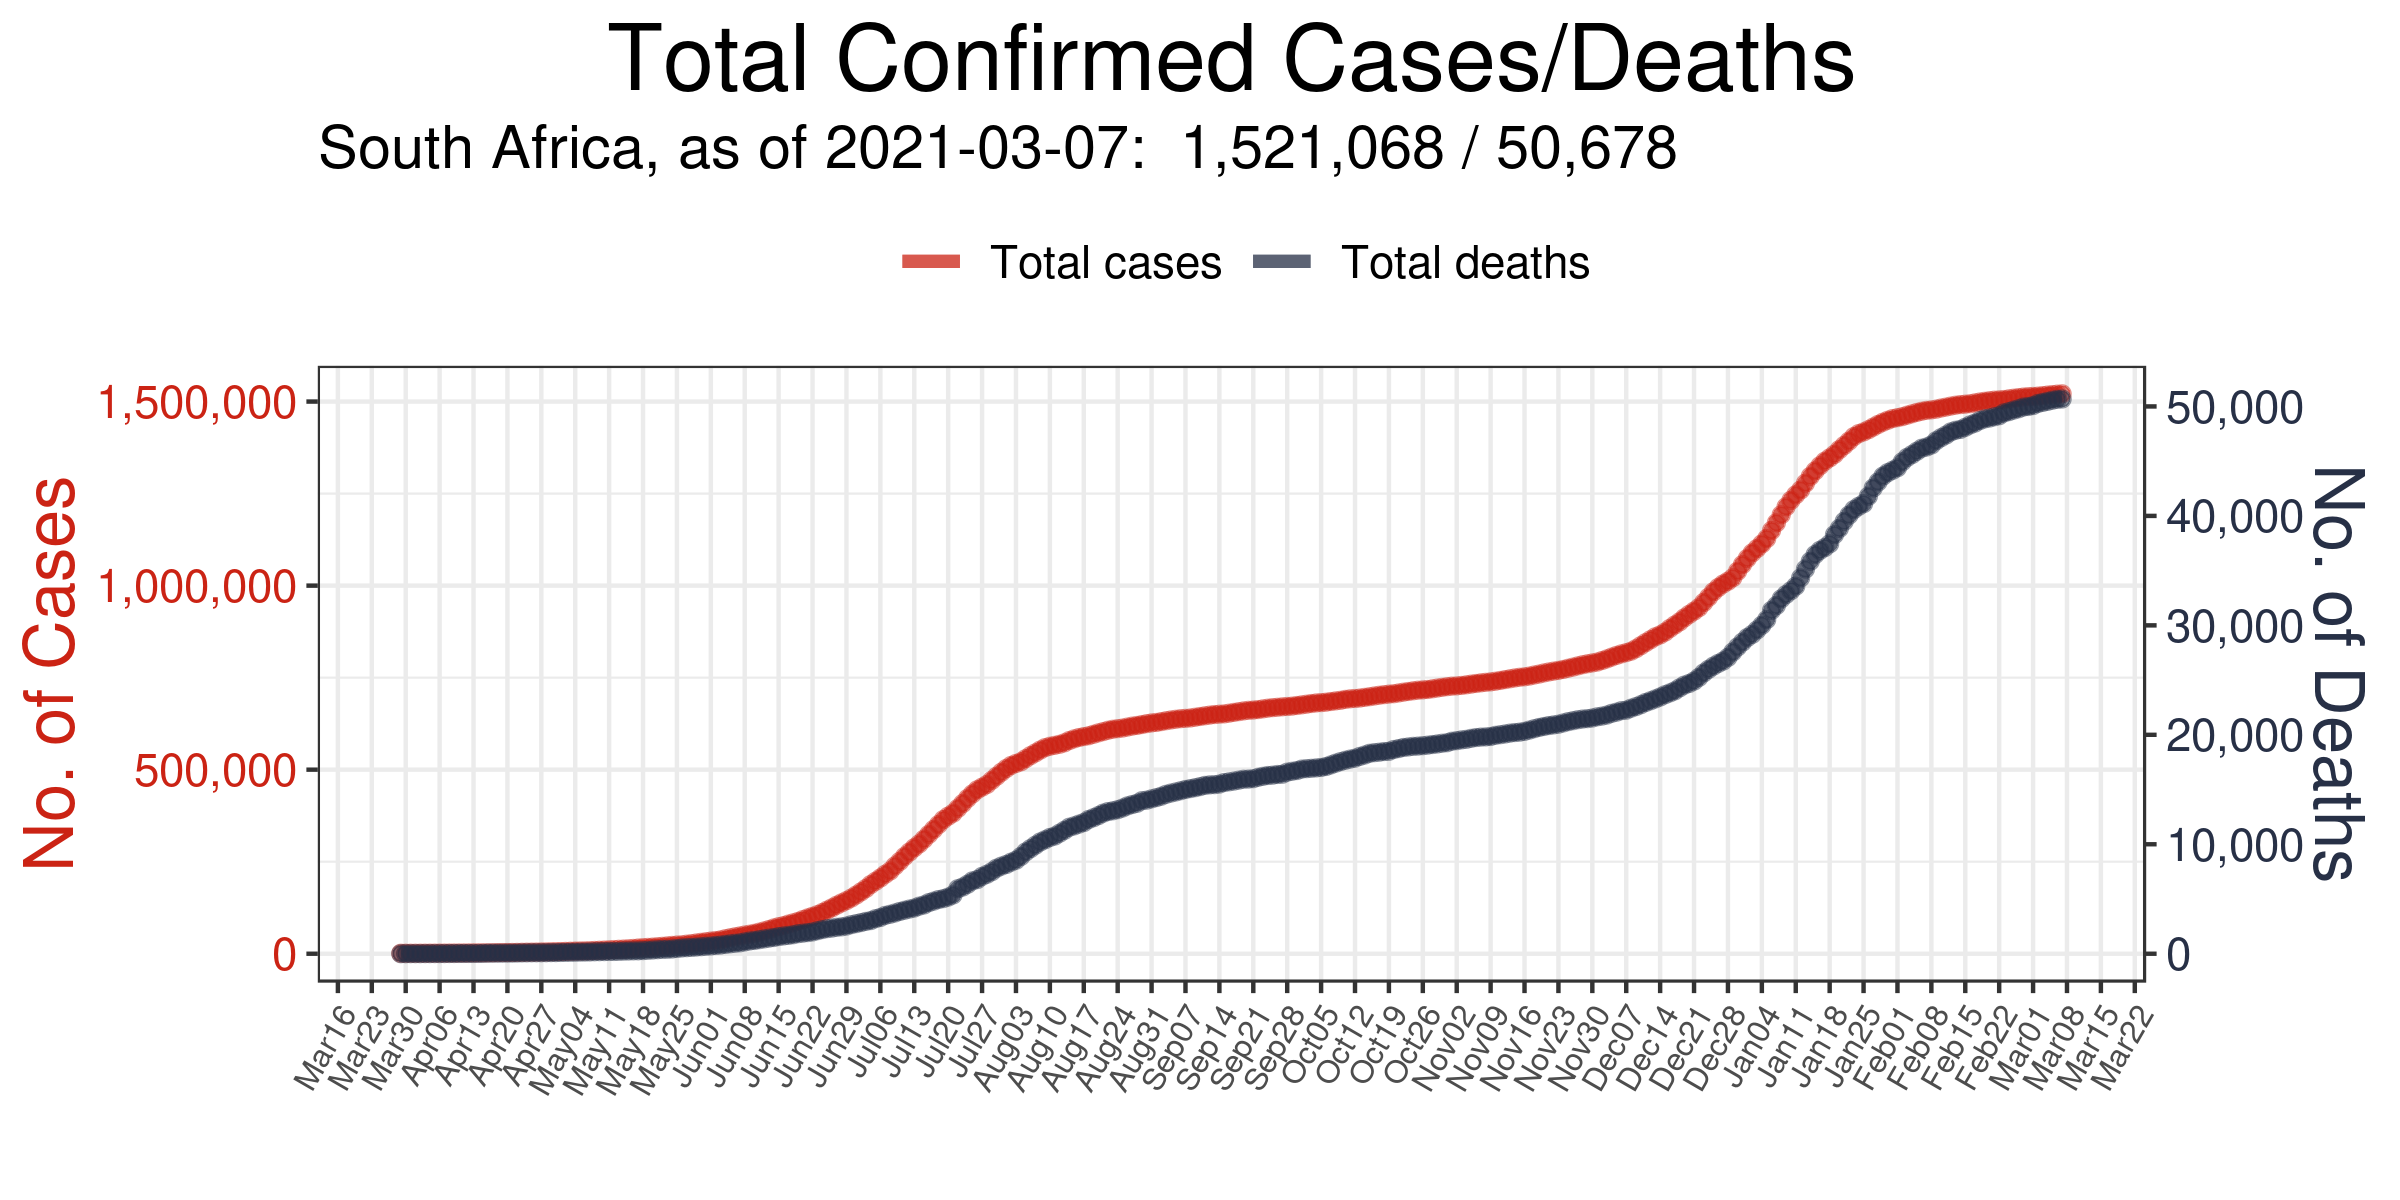 Total Confirmed Cases/Deaths
South Africa, as of 2021-03-07: 1,521,068 / 50,678
Total cases
Total deaths
No. of Cases
1,500,000
1,000,000
500,000
0
50,000
40,000
30,000
20,000
10,000
0
No. of Deaths
Mar16
Mar23
Mar30
Apr06
Apr13
Apr20
Apr27
May04
May11
May18
May25
Jun01
Jun08
Jun15
Jun22
Jun29
Jul06
Jul13
Jul20
Jul27
Aug03
Aug10
Aug17
Aug24
Aug31
Sep07
Sep14
Sep21
Sep28
Oct05
Oct12
Oct19
Oct26
Nov02
Nov09
Nov16
Nov23
Nov30
Dec07
Dec14
Dec21
Dec28
Jan04
Jan11
Jan18
Jan25
Feb01
Feb08
Feb15
Feb22
Mar01
Mar08
Mar15
Mar22